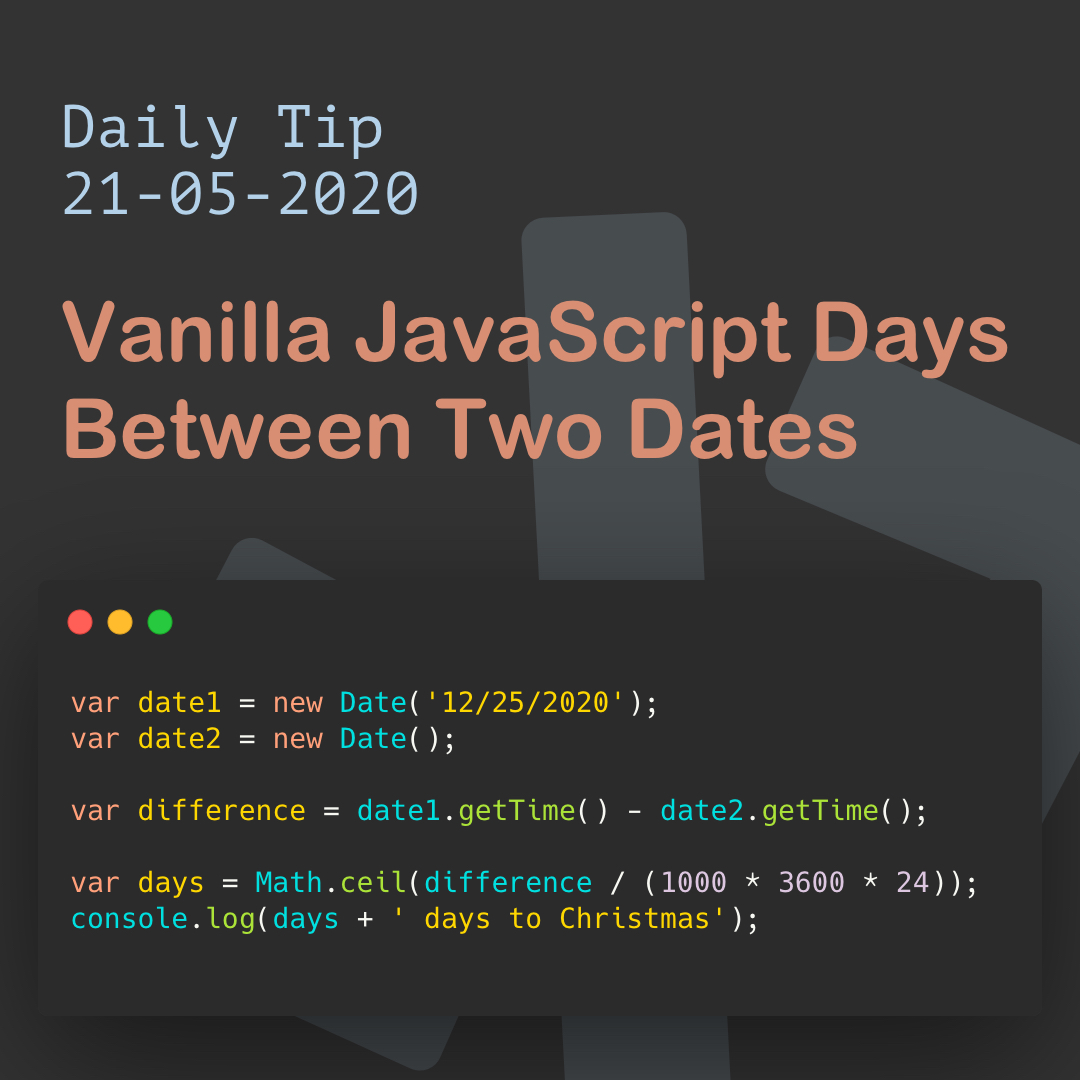 Daily Tip
21-05-2020
Vanilla JavaScript Days
Between Two Dates
var date1 = new Date('12/25/2020');
var date2 = new Date();
var difference = date1.getTime() - date2.getTime();
var days = Math.ceil(difference / (1000 * 3600 * 24));
console.log(days + ' days to Christmas');